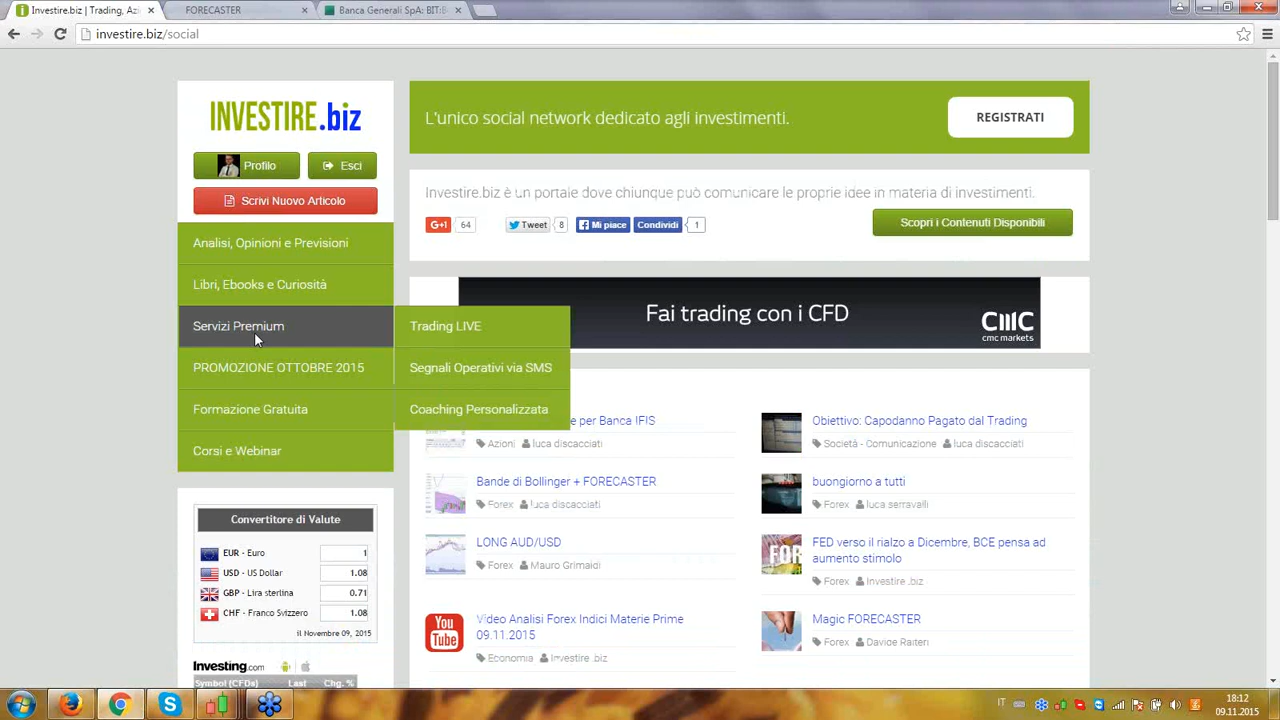 Investire.biz | Trading, Az
FORECASTER
Banca Generali SpA: BIT:B
investire.biz/social
INVESTIRE.biz
Profilo
Esci
Scrivi Nuovo Articolo
Analisi, Opinioni e Previsioni
Libri, Ebooks e Curiosità
Servizi Premium
PROMOZIONE OTTOBRE 2015
Formazione Gratuita
Corsi e Webinar
Trading LIVE
Segnali Operativi via SMS
Coaching Personalizzata
L'unico social network dedicato agli investimenti.
REGISTRATI
Investire.biz è un portale dove chiunque può comunicare le proprie idee in materia di investimenti.
G+1 64 Tweet 8 Mi piace Condividi 1
Scopri i Contenuti Disponibili
Fai trading con i CFD
cmc
cmc markets
e per Banca IFIS
Azioni luca discacciati
Bande di Bollinger + FORECASTER
Forex luca discacciati
LONG AUD/USD
Forex Mauro Grimaldi
You
Tube
Video Analisi Forex Indici Materie Prime
09.11.2015
Economia Investire .biz
Obiettivo: Capodanno Pagato dal Trading
Società - Comunicazione luca discacciati
buongiorno a tutti
Forex luca serravalli
FOR
FED verso il rialzo a Dicembre, BCE pensa ad
aumento stimolo
Forex Investire .biz
Magic FORECASTER
Forex Davide Raiteri
Convertitore di Valute
EUR - Euro 1
USD - US Dollar 1.08
GBP - Lira sterlina 0.71
CHF - Franco Svizzero 1.08
il Novembre 09, 2015
Investing.com
Symbol (CFDs) Last Chg. %
IT
18:12
09.11.2015